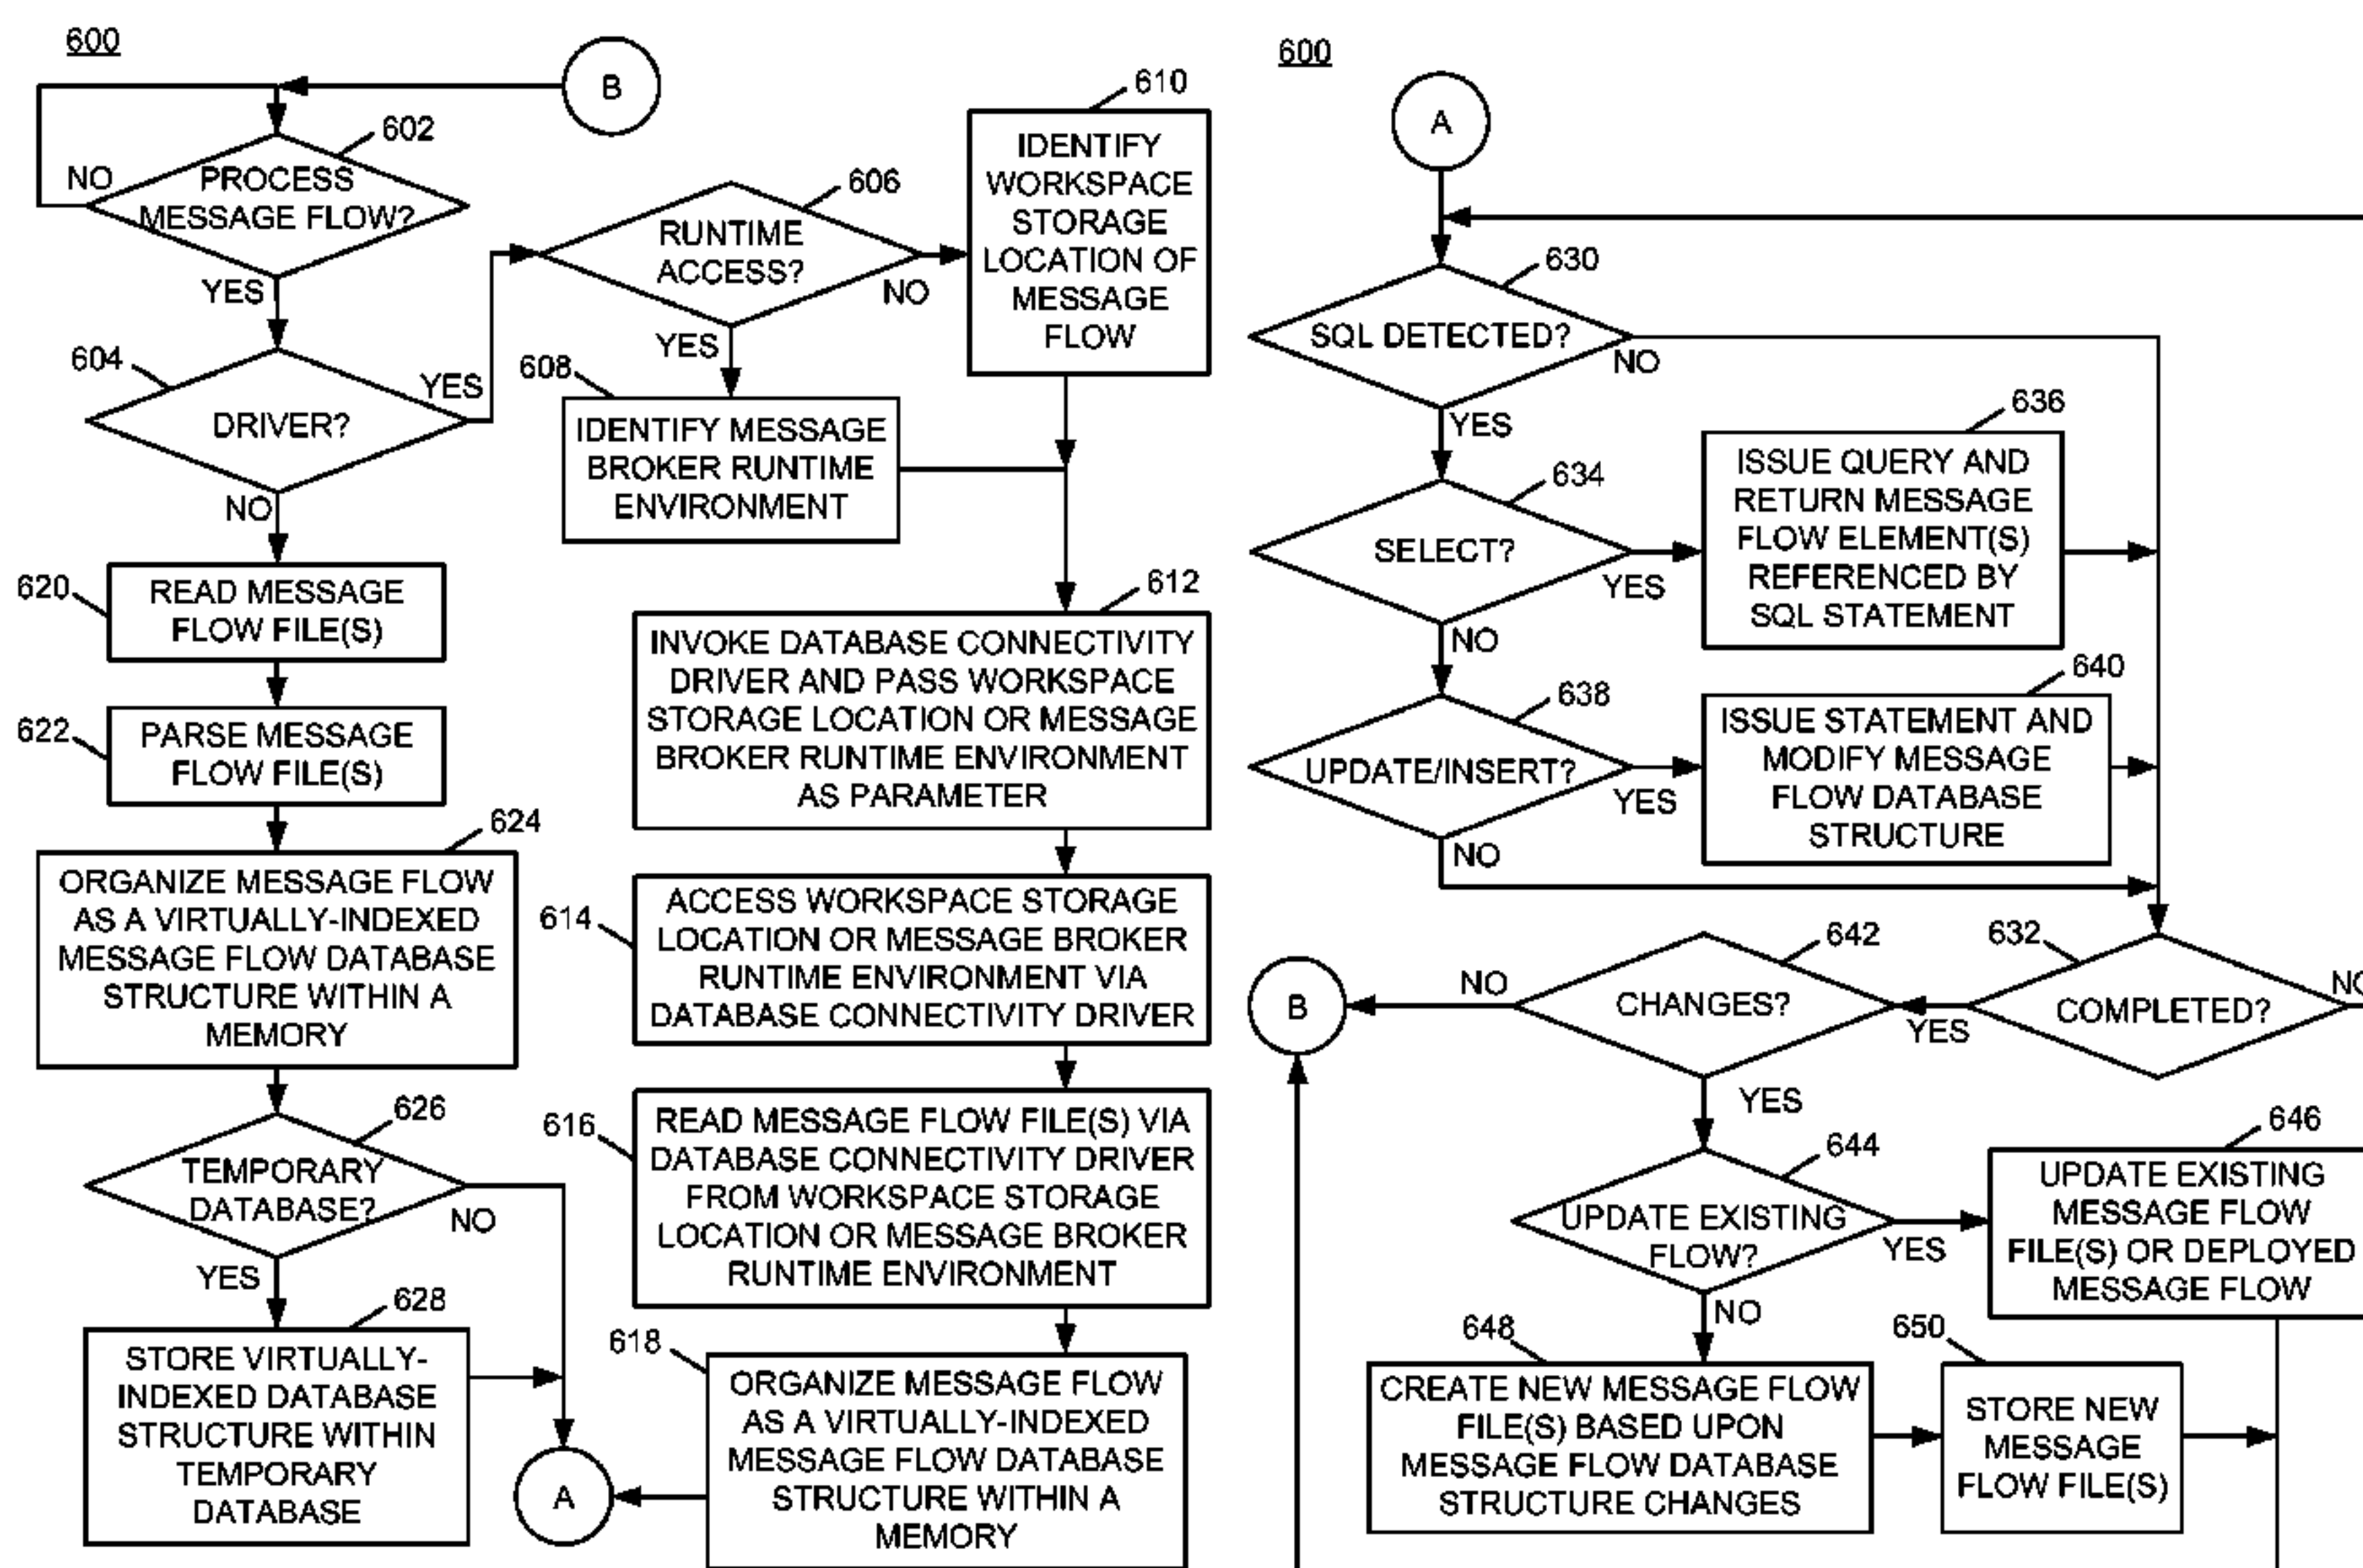 600
B
602
PROCESS
MESSAGE FLOW?
NO
YES
604
DRIVER?
YES
NO
606
RUNTIME
ACCESS?
NO
YES
608
IDENTIFY MESSAGE
BROKER RUNTIME
ENVIRONMENT
610
IDENTIFY
WORKSPACE
STORAGE
LOCATION OF
MESSAGE
FLOW
612
INVOKE DATABASE CONNECTIVITY
DRIVER AND PASS WORKSPACE
STORAGE LOCATION OR MESSAGE
BROKER RUNTIME ENVIRONMENT
AS PARAMETER
614
ACCESS WORKSPACE STORAGE
LOCATION OR MESSAGE BROKER
RUNTIME ENVIRONMENT VIA
DATABASE CONNECTIVITY DRIVER
616
READ MESSAGE FLOW FILE(S) VIA
DATABASE CONNECTIVITY DRIVER
FROM WORKSPACE STORAGE
LOCATION OR MESSAGE BROKER
RUNTIME ENVIRONMENT
618
ORGANIZE MESSAGE FLOW
AS A VIRTUALLY-INDEXED
MESSAGE FLOW DATABASE
STRUCTURE WITHIN A
MEMORY
620
READ MESSAGE
FLOW FILE(S)
622
PARSE MESSAGE
FLOW FILE(S)
624
ORGANIZE MESSAGE FLOW
AS A VIRTUALLY-INDEXED
MESSAGE FLOW DATABASE
STRUCTURE WITHIN A
MEMORY
626
TEMPORARY
DATABASE?
NO
YES
628
STORE VIRTUALLY-
INDEXED DATABASE
STRUCTURE WITHIN
TEMPORARY
DATABASE
A
600
A
630
SQL DETECTED?
NO
YES
634
SELECT?
YES
NO
636
ISSUE QUERY AND
RETURN MESSAGE
FLOW ELEMENT(S)
REFERENCED BY
SQL STATEMENT
638
UPDATE/INSERT?
YES
NO
640
ISSUE STATEMENT AND
MODIFY MESSAGE
FLOW DATABASE
STRUCTURE
632
COMPLETED?
NO
YES
642
CHANGES?
NO
YES
B
644
UPDATE EXISTING
FLOW?
YES
NO
646
UPDATE EXISTING
MESSAGE FLOW
FILE(S) OR DEPLOYED
MESSAGE FLOW
648
CREATE NEW MESSAGE FLOW
FILE(S) BASED UPON
MESSAGE FLOW DATABASE
STRUCTURE CHANGES
650
STORE NEW
MESSAGE
FLOW FILE(S)